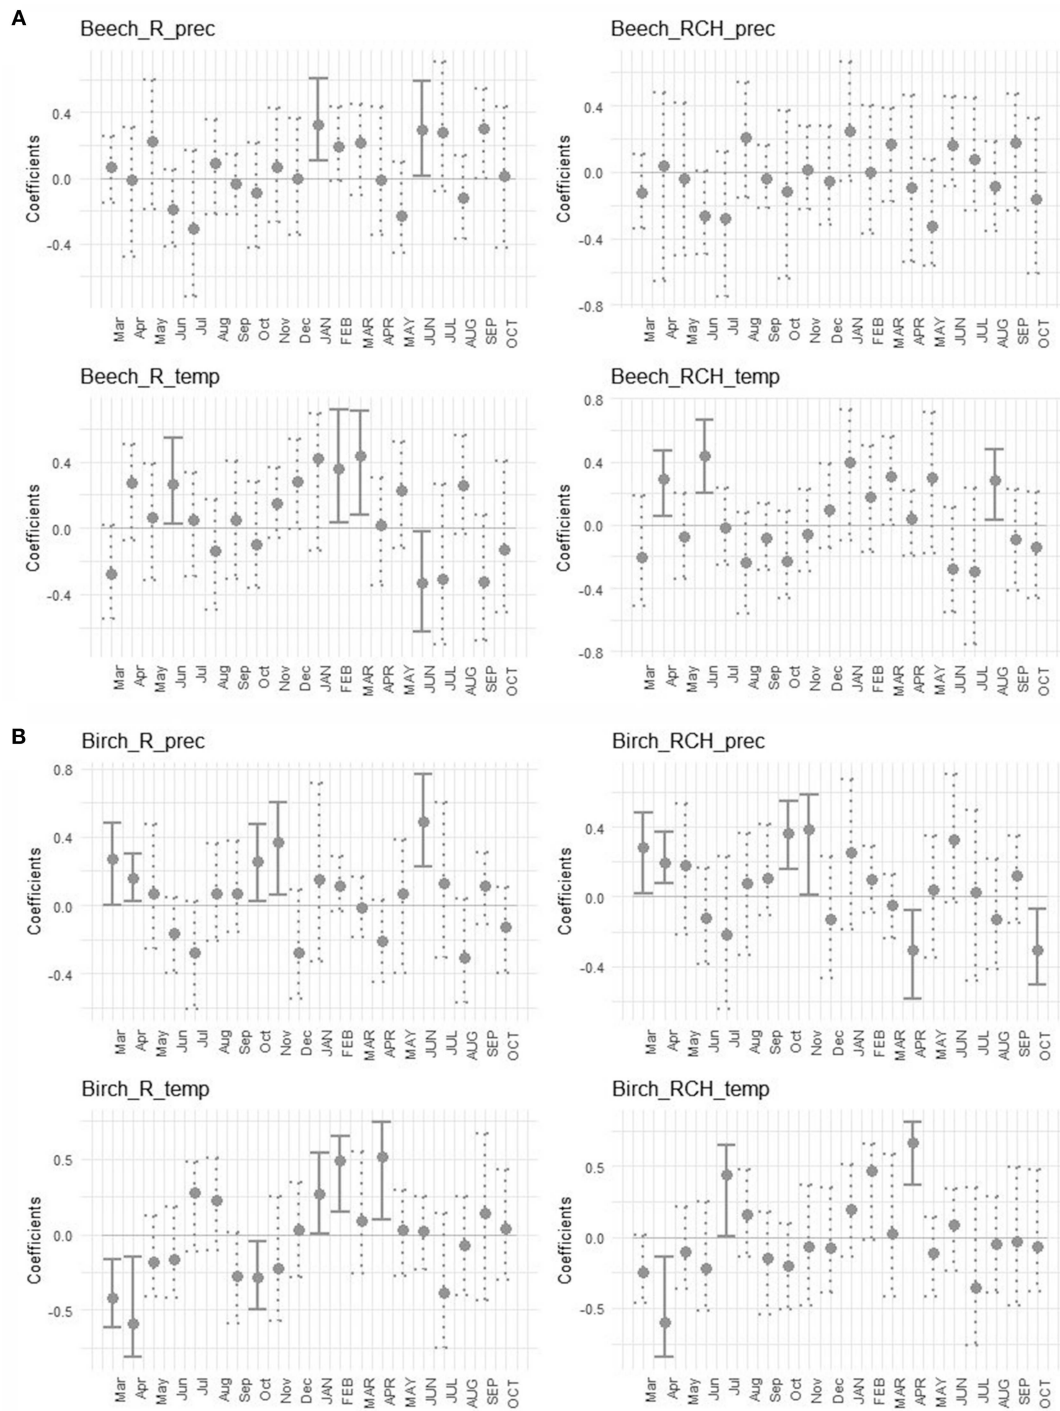 A
Beech_R_prec
Beech_RCH_prec
Coefficients
0.4
0.0
-0.4
Mar Apr May Jun Jul Aug Sep Oct Nov Dec JAN FEB MAR APR MAY JUN JUL AUG SEP OCT
Coefficients
0.4
0.0
-0.4
-0.8
Mar Apr May Jun Jul Aug Sep Oct Nov Dec JAN FEB MAR APR MAY JUN JUL AUG SEP OCT
Beech_R_temp
Beech_RCH_temp
Coefficients
0.4
0.0
-0.4
Mar Apr May Jun Jul Aug Sep Oct Nov Dec JAN FEB MAR APR MAY JUN JUL AUG SEP OCT
Coefficients
0.8
0.4
0.0
-0.4
-0.8
Mar Apr May Jun Jul Aug Sep Oct Nov Dec JAN FEB MAR APR MAY JUN JUL AUG SEP OCT
B
Birch_R_prec
Birch_RCH_prec
Coefficients
0.8
0.4
0.0
-0.4
Mar Apr May Jun Jul Aug Sep Oct Nov Dec JAN FEB MAR APR MAY JUN JUL AUG SEP OCT
Coefficients
0.4
0.0
-0.4
Mar Apr May Jun Jul Aug Sep Oct Nov Dec JAN FEB MAR APR MAY JUN JUL AUG SEP OCT
Birch_R_temp
Birch_RCH_temp
Coefficients
0.5
0.0
-0.5
Mar Apr May Jun Jul Aug Sep Oct Nov Dec JAN FEB MAR APR MAY JUN JUL AUG SEP OCT
Coefficients
0.5
0.0
-0.5
Mar Apr May Jun Jul Aug Sep Oct Nov Dec JAN FEB MAR APR MAY JUN JUL AUG SEP OCT